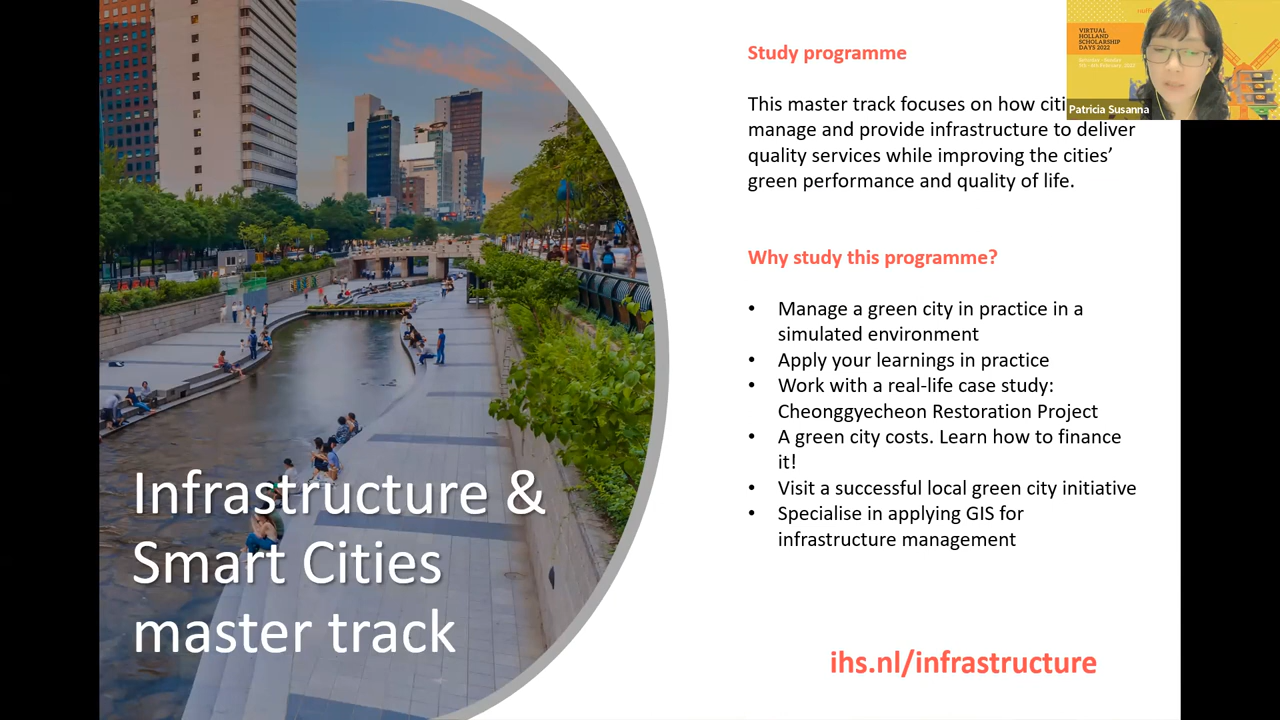 Study programme
This master track focuses on how citi
manage and provide infrastructure to deliver
quality services while improving the cities’
green performance and quality of life.
Why study this programme?
• Manage a green city in practice in a
simulated environment
• Apply your learnings in practice
• Work with a real-life case study:
Cheonggyecheon Restoration Project
• A green city costs. Learn how to finance
it!
• Visit a successful local green city initiative
• Specialise in applying GIS for
infrastructure management
ihs.nl/infrastructure
Infrastructure &
Smart Cities
master track
VIRTUAL
HOLLAND
SCHOLARSHIP
DAYS 2022
Patricia Susanna